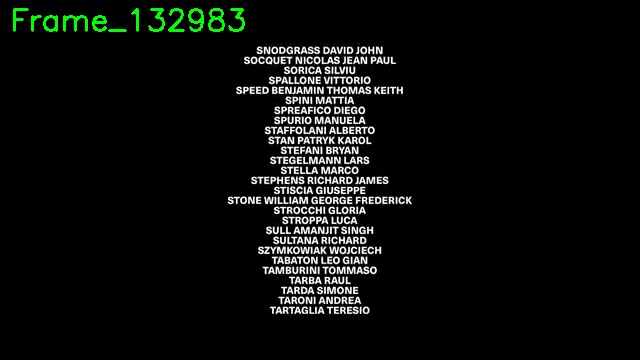 Frame_132983
SNODGRASS DAVID JOHN
SOCQUET NICOLAS JEAN PAUL
SORICA SILVIU
SPALLONE VITTORIO
SPEED BENJAMIN THOMAS KEITH
SPINI MATTIA
SPREAFICO DIEGO
SPURIO MANUELA
STAFFOLANI ALBERTO
STAN PATRYK KAROL
STEFANI BRYAN
STEGELMANN LARS
STELLA MARCO
STEPHENS RICHARD JAMES
STISCIA GIUSEPPE
STONE WILLIAM GEORGE FREDERICK
STROCCHI GLORIA
STROPPA LUCA
SULL AMANJIT SINGH
SULTANA RICHARD
SZYMKOWIAK WOJCIECH
TABATON LEO GIAN
TAMBURINI TOMMASO
TARBA RAUL
TARDA SIMONE
TARONI ANDREA
TARTAGLIA TERESIO